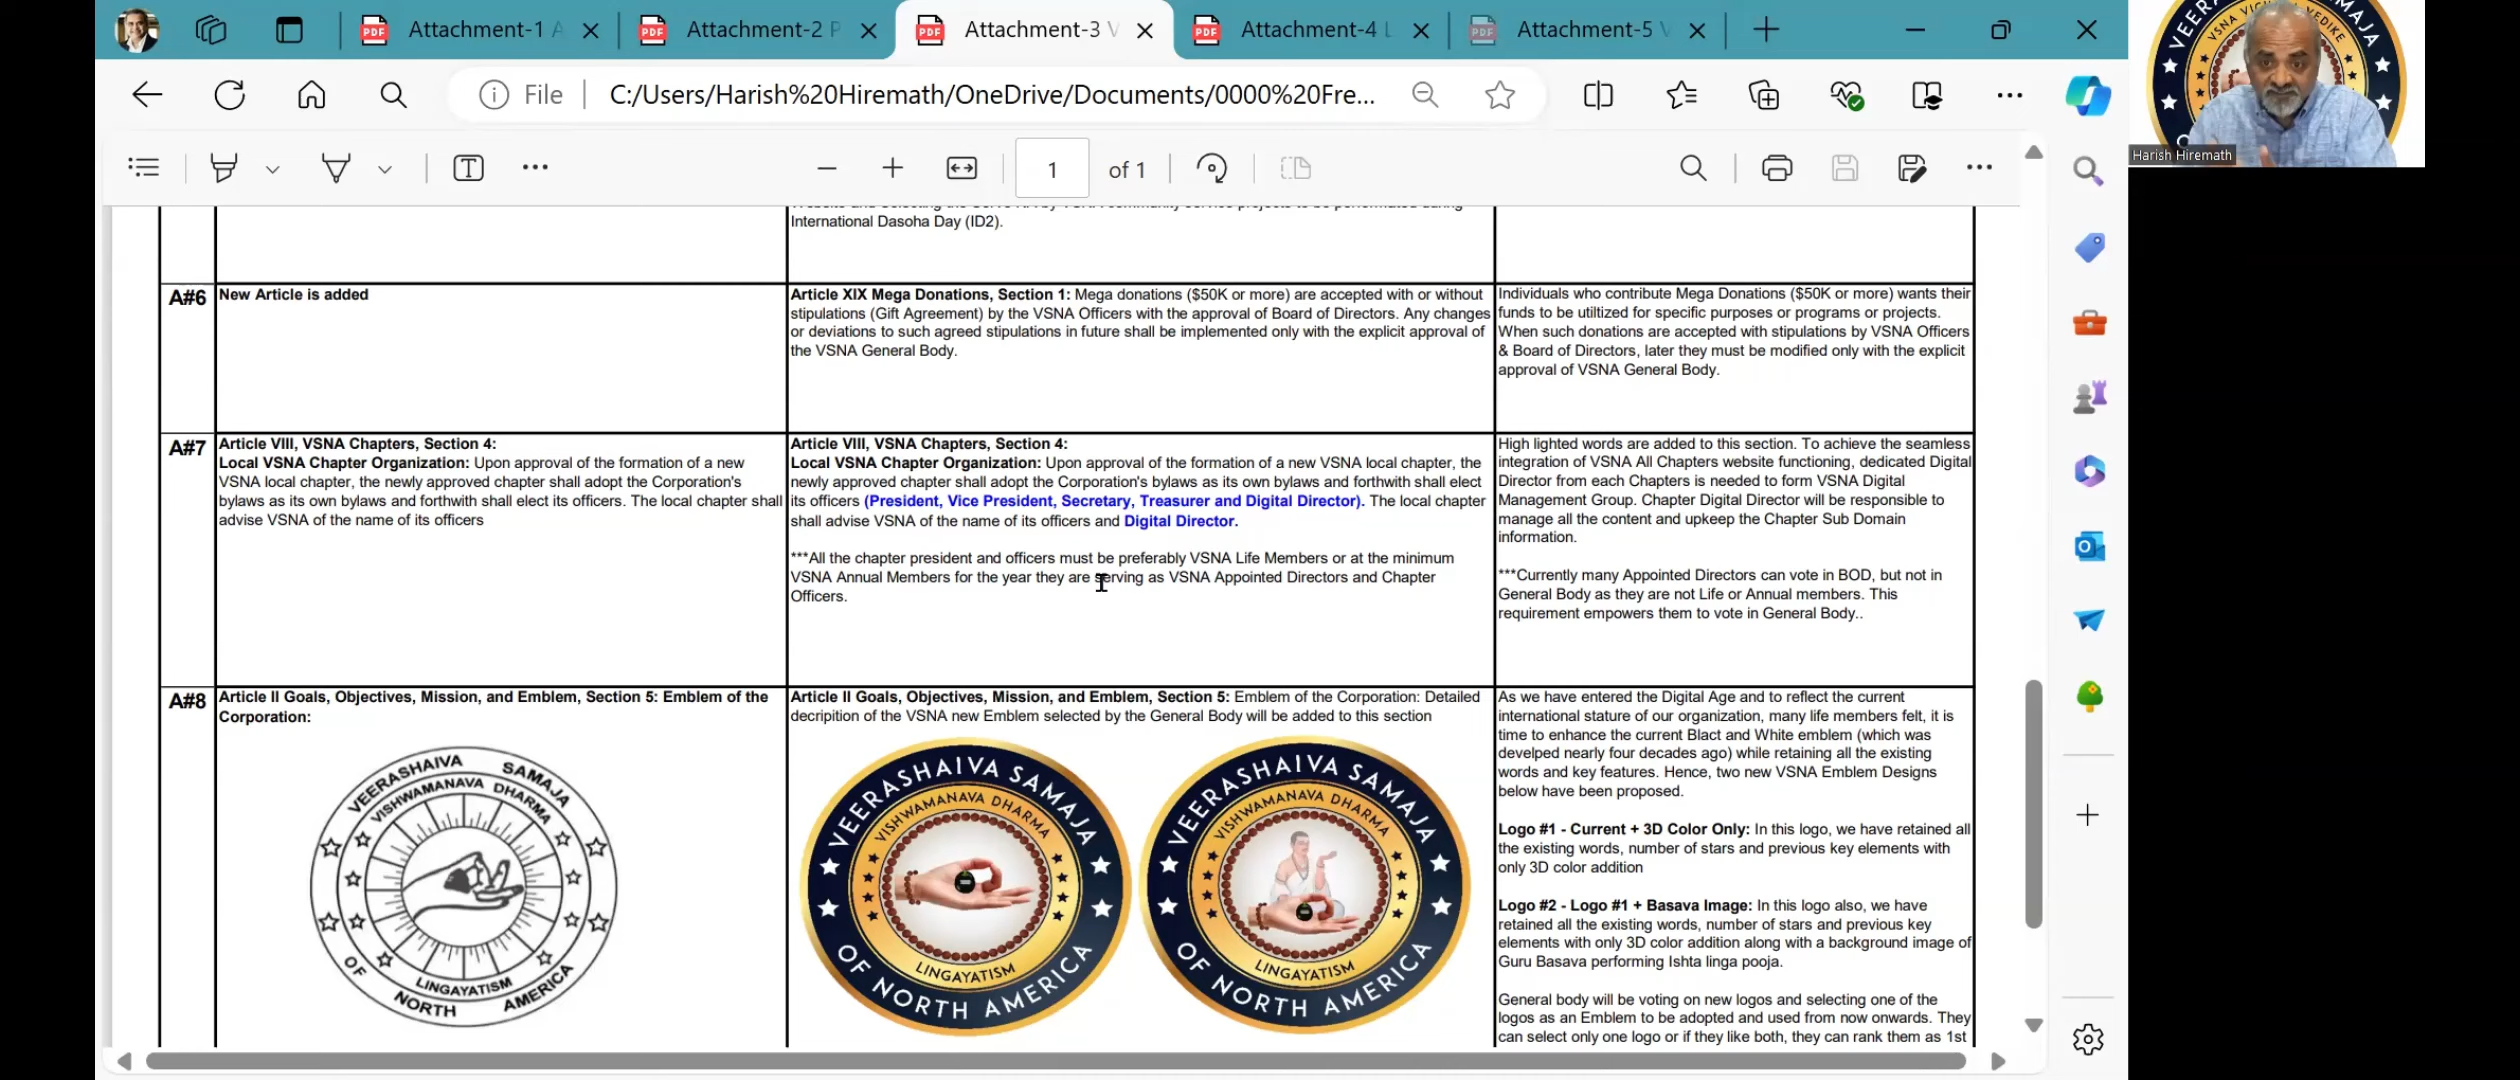 Attachment-1 A
Attachment-2 P
Attachment-3 V
Attachment-4 L
Attachment-5 V
File
C:/Users/Harish%20Hiremath/OneDrive/Documents/0000%20Fre...
1 of 1
Harish Hiremath
International Dasoha Day (ID2).
A#6
New Article is added
Article XIX Mega Donations, Section 1: Mega donations ($50K or more) are accepted with or without
stipulations (Gift Agreement) by the VSNA Officers with the approval of Board of Directors. Any changes
or deviations to such agreed stipulations in future shall be implemented only with the explicit approval of
the VSNA General Body.
Individuals who contribute Mega Donations ($50K or more) wants their
funds to be utiltized for specific purposes or programs or projects.
When such donations are accepted with stipulations by VSNA Officers
& Board of Directors, later they must be modified only with the explicit
approval of VSNA General Body.
A#7
Article VIII, VSNA Chapters, Section 4:
Local VSNA Chapter Organization: Upon approval of the formation of a new
VSNA local chapter, the newly approved chapter shall adopt the Corporation's
bylaws as its own bylaws and forthwith shall elect its officers. The local chapter shall
advise VSNA of the name of its officers
Article VIII, VSNA Chapters, Section 4:
Local VSNA Chapter Organization: Upon approval of the formation of a new VSNA local chapter, the
newly approved chapter shall adopt the Corporation's bylaws as its own bylaws and forthwith shall elect
its officers (President, Vice President, Secretary, Treasurer and Digital Director). The local chapter
shall advise VSNA of the name of its officers and Digital Director.
***All the chapter president and officers must be preferably VSNA Life Members or at the minimum
VSNA Annual Members for the year they are serving as VSNA Appointed Directors and Chapter
Officers.
High lighted words are added to this section. To achieve the seamless
integration of VSNA All Chapters website functioning, dedicated Digital
Director from each Chapters is needed to form VSNA Digital
Management Group. Chapter Digital Director will be responsible to
manage all the content and upkeep the Chapter Sub Domain
information.
***Currently many Appointed Directors can vote in BOD, but not in
General Body as they are not Life or Annual members. This
requirement empowers them to vote in General Body..
A#8
Article II Goals, Objectives, Mission, and Emblem, Section 5: Emblem of the
Corporation:
VEERASHAIVA SAMAJA
VISHWAMANAVA DHARMA
LINGAYATISM
OF NORTH AMERICA
Article II Goals, Objectives, Mission, and Emblem, Section 5: Emblem of the Corporation: Detailed
decripition of the VSNA new Emblem selected by the General Body will be added to this section
VEERASHAIVA SAMAJA
VISHWAMANAVA DHARMA
LINGAYATISM
OF NORTH AMERICA
VEERASHAIVA SAMAJA
VISHWAMANAVA DHARMA
LINGAYATISM
OF NORTH AMERICA
As we have entered the Digital Age and to reflect the current
international stature of our organization, many life members felt, it is
time to enhance the current Blact and White emblem (which was
develped nearly four decades ago) while retaining all the existing
words and key features. Hence, two new VSNA Emblem Designs
below have been proposed.
Logo #1 - Current + 3D Color Only: In this logo, we have retained all
the existing words, number of stars and previous key elements with
only 3D color addition
Logo #2 - Logo #1 + Basava Image: In this logo also, we have
retained all the existing words, number of stars and previous key
elements with only 3D color addition along with a background image of
Guru Basava performing Ishta linga pooja.
General body will be voting on new logos and selecting one of the
logos as an Emblem to be adopted and used from now onwards. They
can select only one logo or if they like both, they can rank them as 1st